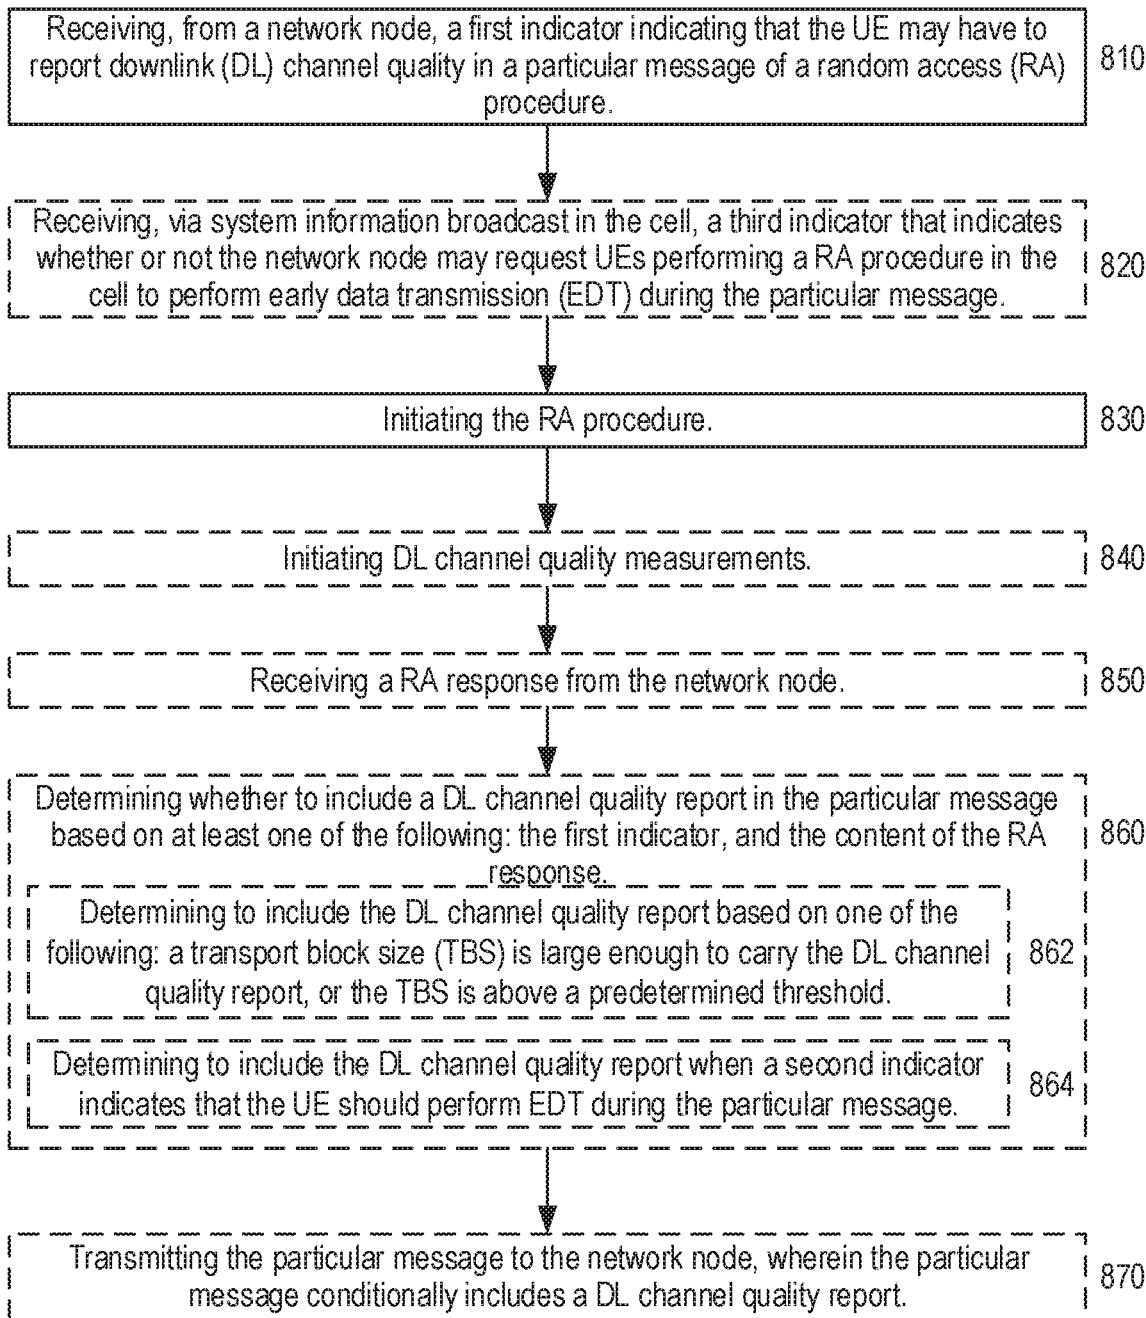 Receiving, from a network node, a first indicator indicating that the UE may have to
report downlink (DL) channel quality in a particular message of a random access (RA)
procedure.
810
Receiving, via system information broadcast in the cell, a third indicator that indicates
whether or not the network node may request UEs performing a RA procedure in the
cell to perform early data transmission (EDT) during the particular message.
820
Initiating the RA procedure.
830
Initiating DL channel quality measurements.
840
Receiving a RA response from the network node.
850
Determining whether to include a DL channel quality report in the particular message
based on at least one of the following: the first indicator, and the content of the RA
response.
860
Determining to include the DL channel quality report based on one of the
following: a transport block size (TBS) is large enough to carry the DL channel
quality report, or the TBS is above a predetermined threshold.
862
Determining to include the DL channel quality report when a second indicator
indicates that the UE should perform EDT during the particular message.
864
Transmitting the particular message to the network node, wherein the particular
message conditionally includes a DL channel quality report.
870